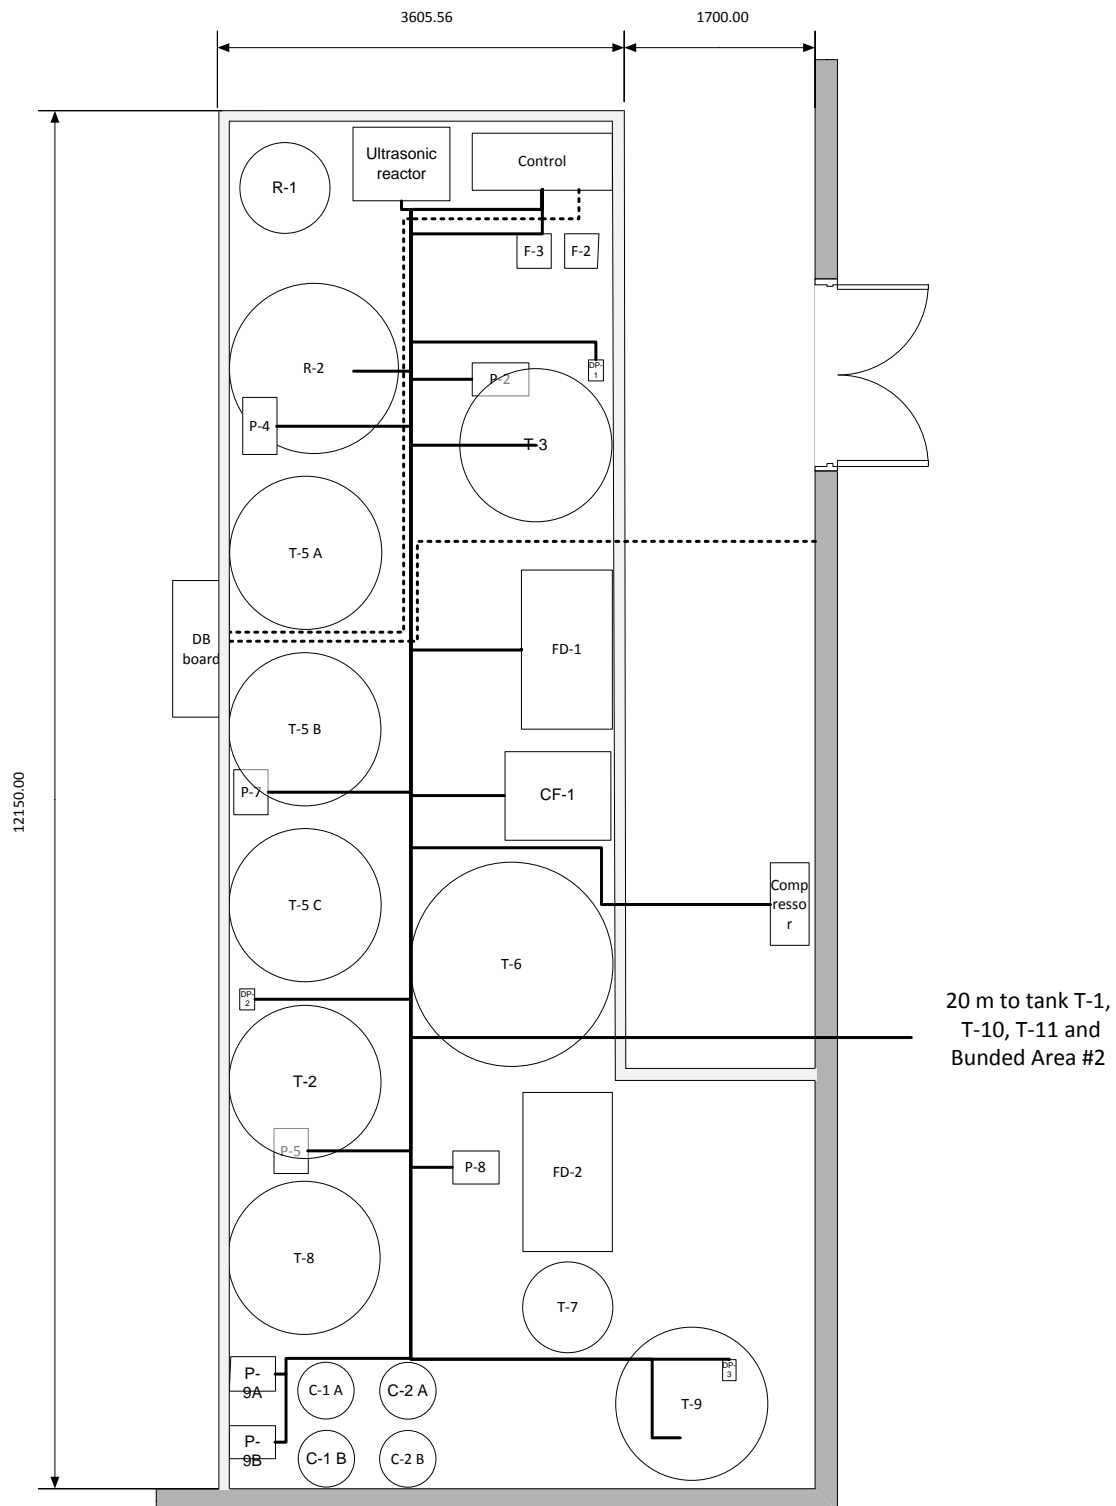 3605.56
1700.00
Ultrasonic
reactor
Control
R-1
F-3
F-2
R-2
DP-
1
P-2
P-4
T-3
T-5 A
DB
board
FD-1
T-5 B
12150.00
P-7
CF-1
Comp
resso
r
T-5 C
T-6
DP-
2
20 m to tank T-1,
T-10, T-11 and
Bunded Area #2
T-2
P-5
P-8
FD-2
T-8
T-7
P-
9A
C-1 A
C-2 A
DP-
3
T-9
P-
9B
C-1 B
C-2 B